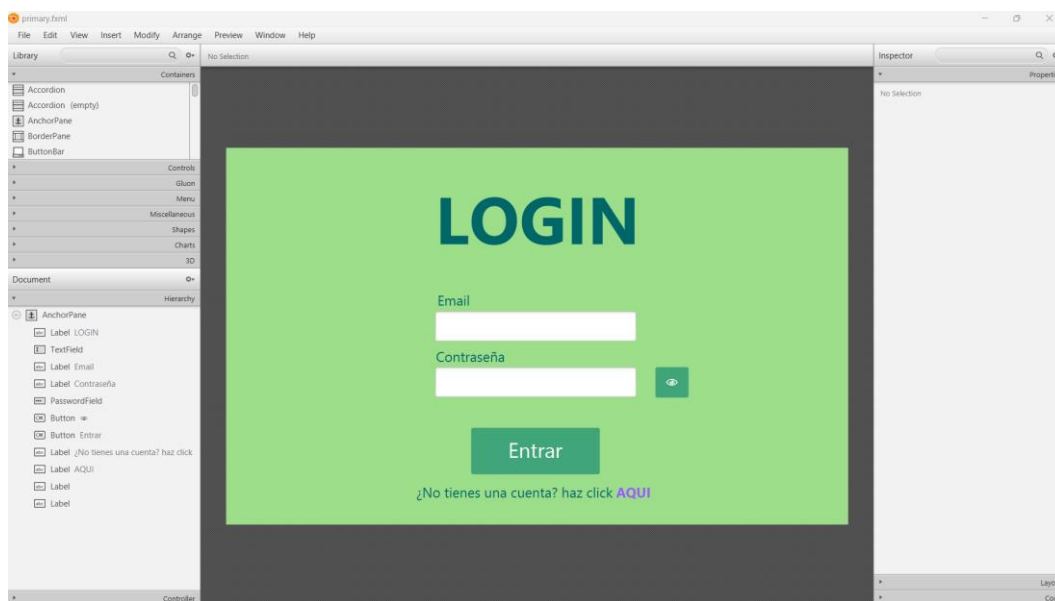 primary.fxml
File Edit View Insert Modify Arrange Preview Window Help
Library
No Selection
Inspector
Containers
Accordion
Accordion (empty)
AnchorPane
BorderPane
ButtonBar
Controls
Gluon
Menu
Miscellaneous
Shapes
Charts
3D
Document
Hierarchy
AnchorPane
Label LOGIN
TextField
Label Email
Label Contraseña
PasswordField
Button
Button Entrar
Label ¿No tienes una cuenta? haz click
Label AQUI
Label
Label
Controller
LOGIN
Email
Contraseña
Entrar
¿No tienes una cuenta? haz click AQUI
Properti
No Selection
Layo
Co